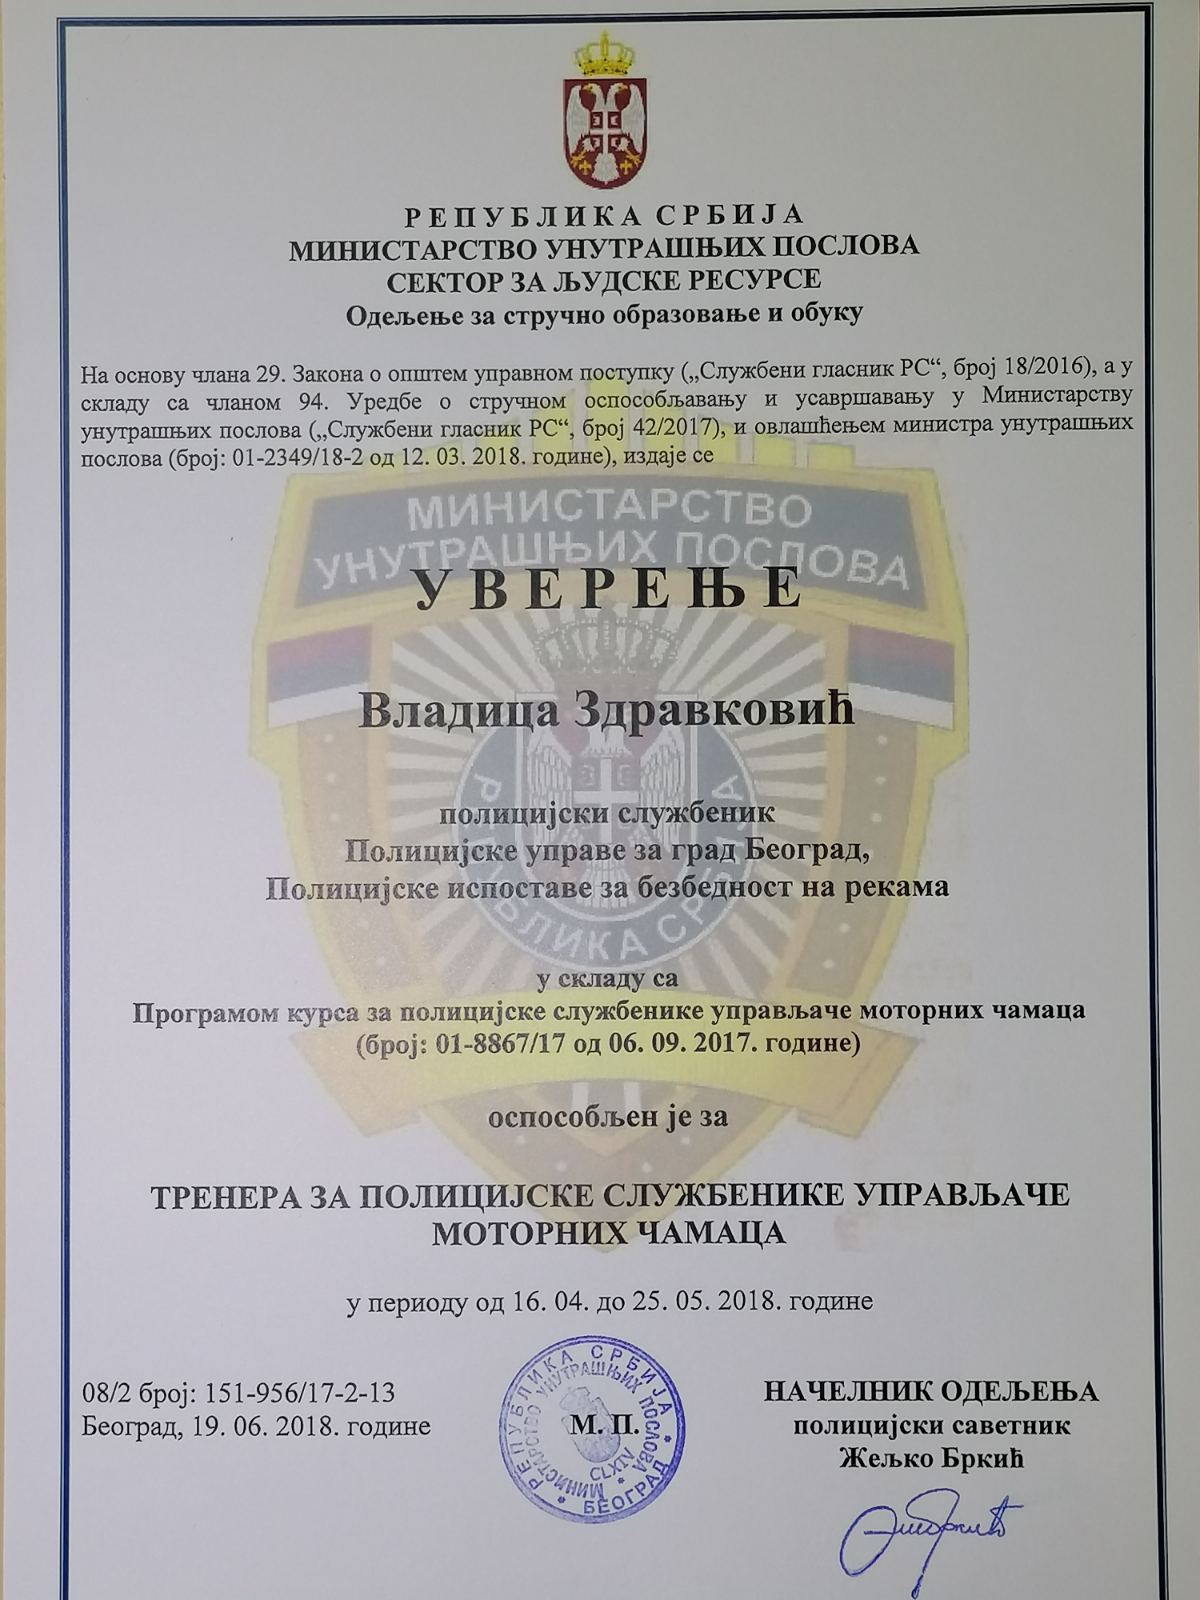 Р Е П У Б Л И К А  С Р Б И Ј А
МИНИСТАРСТВО УНУТРАШЊИХ ПОСЛОВА
СЕКТОР ЗА ЉУДСКЕ РЕСУРСЕ
Одељење за стручно образовање и обуку
На основу члана 29. Закона о општем управном поступку („Службени гласник РС“, број 18/2016), а у
складу са чланом 94. Уредбе о стручном оспособљавању и усавршавању у Министарству
унутрашњих послова („Службени гласник РС“, број 42/2017), и овлашћењем министра унутрашњих
послова (број: 01-2349/18-2 од 12. 03. 2018. године), издаје се
МИНИСТАРСТВО
УНУТРАШЊИХ ПОСЛОВА
У В Е Р Е Њ Е
Владица Здравковић
полицијски службеник
Полицијске управе за град Београд,
Полицијске испоставе за безбедност на рекама
РЕПУБЛИКА СРБИЈА
у складу са
Програмом курса за полицијске службенике управљаче моторних чамаца
(број: 01-8867/17 од 06. 09. 2017. године)
оспособљен је за
ТРЕНЕРА ЗА ПОЛИЦИЈСКЕ СЛУЖБЕНИКЕ УПРАВЉАЧЕ
МОТОРНИХ ЧАМАЦА
у периоду од 16. 04. до 25. 05. 2018. године
08/2 број: 151-956/17-2-13
Београд, 19. 06. 2018. године
РЕПУБЛИКА СРБИЈА
МИНИСТАРСТВО УНУТРАШЊИХ ПОСЛОВА
М. П.
CLXIV
БЕОГРАД
НАЧЕЛНИК ОДЕЉЕЊА
полицијски саветник
Жељко Бркић